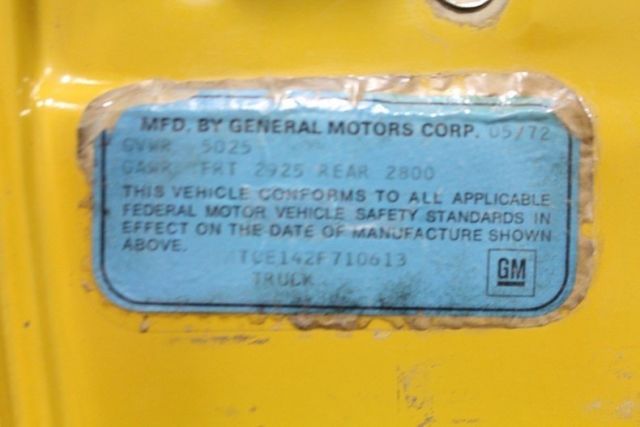 MFD. BY GENERAL MOTORS CORP. 05/72
GVWR 5025
GAWR FRT 2925 REAR 2800
THIS VEHICLE CONFORMS TO ALL APPLICABLE
FEDERAL MOTOR VEHICLE SAFETY STANDARDS IN
EFFECT ON THE DATE OF MANUFACTURE SHOWN
ABOVE.
TCE142F710613
TRUCK
GM